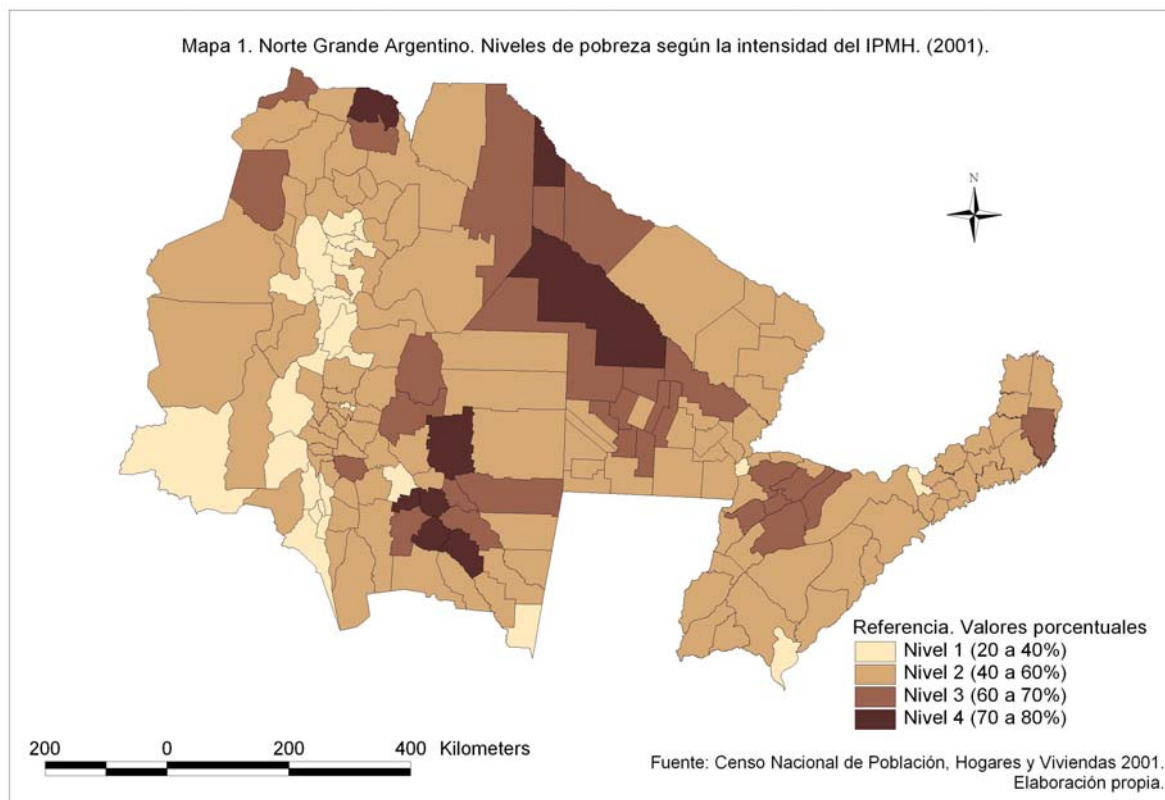 Mapa 1. Norte Grande Argentino. Niveles de pobreza según la intensidad del IPMH. (2001).
N
Referencia. Valores porcentuales
Nivel 1 (20 a 40%)
Nivel 2 (40 a 60%)
Nivel 3 (60 a 70%)
Nivel 4 (70 a 80%)
200 0 200 400 Kilometers
Fuente: Censo Nacional de Población, Hogares y Viviendas 2001.
Elaboración propia.